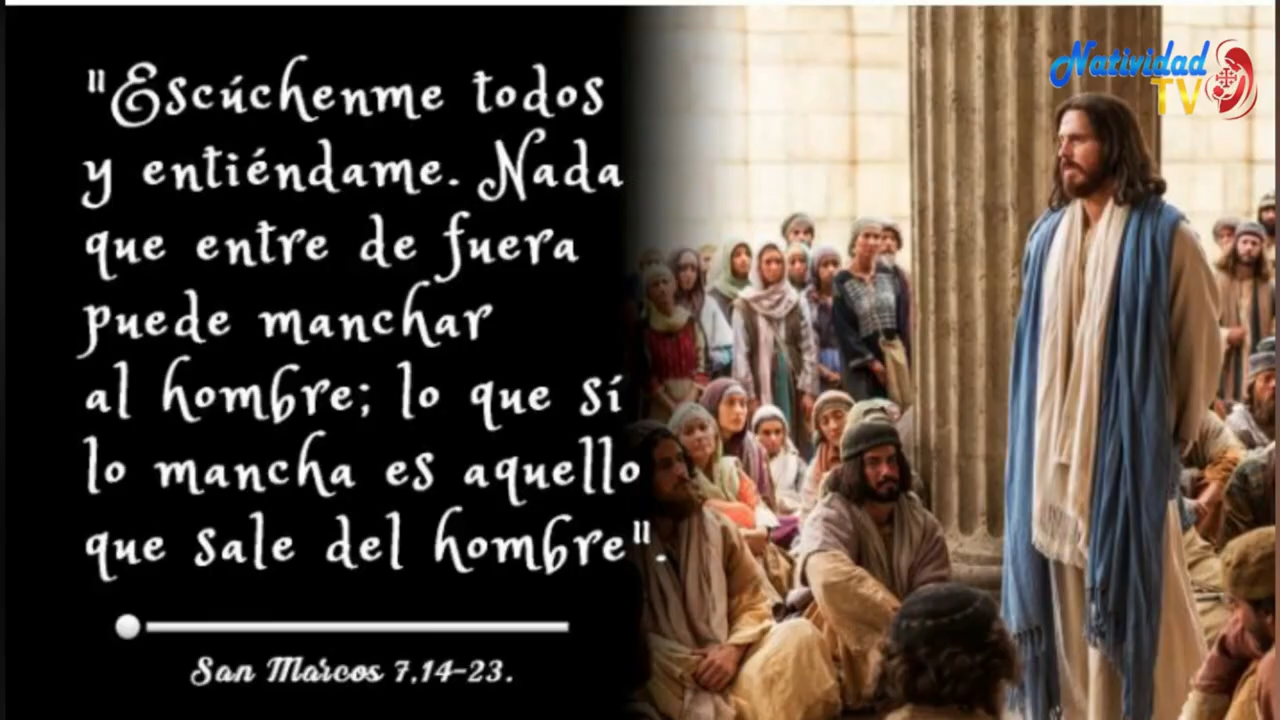 "Escúchenme todos
y entiéndame. Nada
que entre de fuera
puede manchar
al hombre; lo que sí
lo mancha es aquello
que sale del hombre".
San Marcos 7,14-23.
Natividad
TV